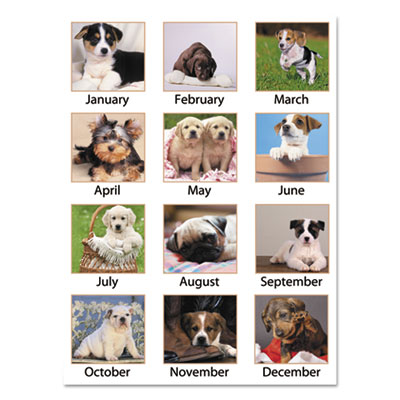 January February March
April May June
July August September
October November December